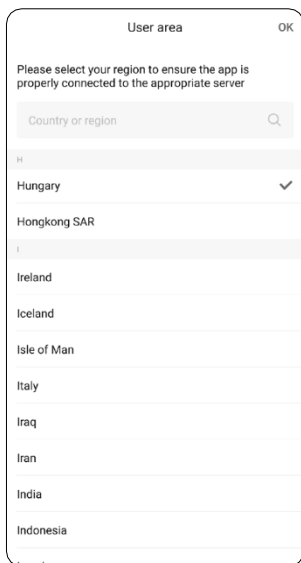 User area
OK
Please select your region to ensure the app is
properly connected to the appropriate server
Country or region
H
Hungary
Hongkong SAR
I
Ireland
Iceland
Isle of Man
Italy
Iraq
Iran
India
Indonesia